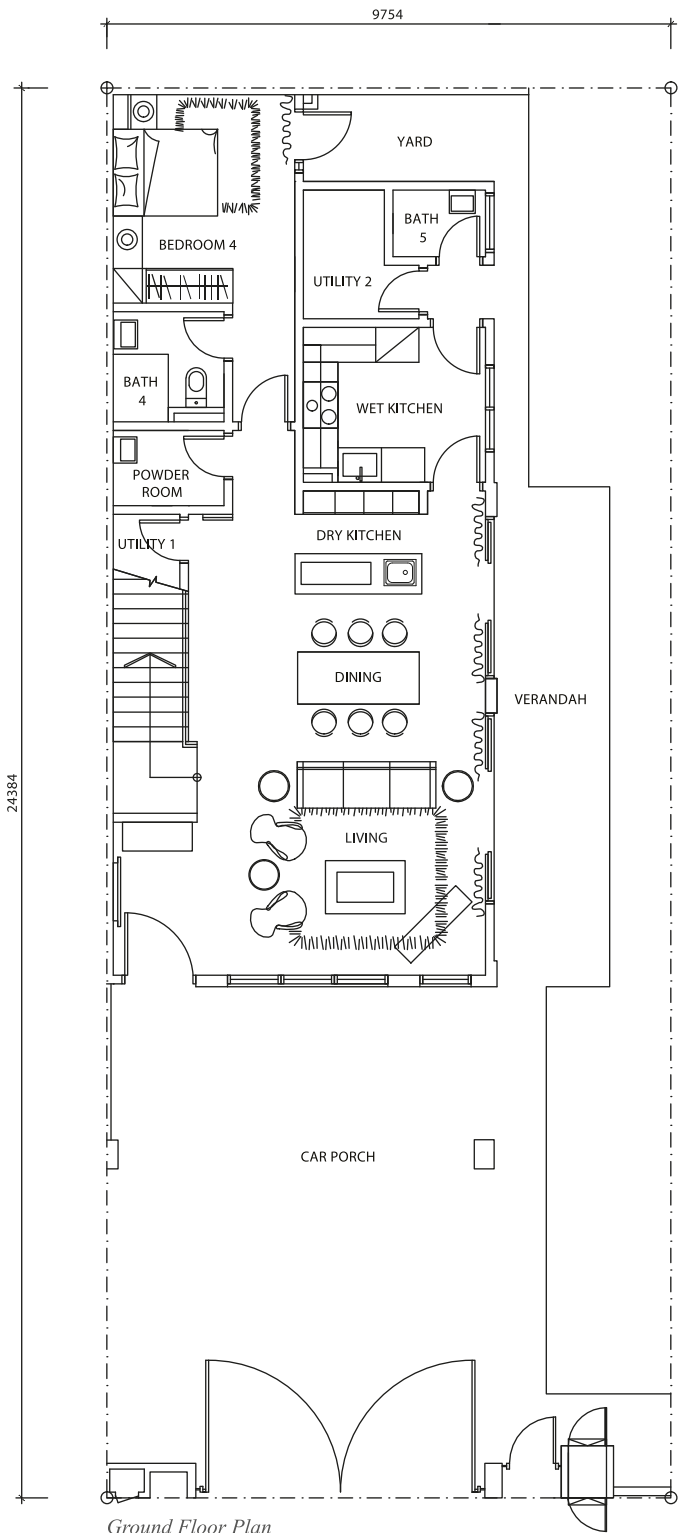 9754
YARD
BATH
5
BEDROOM 4
UTILITY 2
BATH
4
WET KITCHEN
POWDER
ROOM
DRY KITCHEN
UTILITY 1
DINING
VERANDAH
24384
LIVING
CAR PORCH
Ground Floor Plan